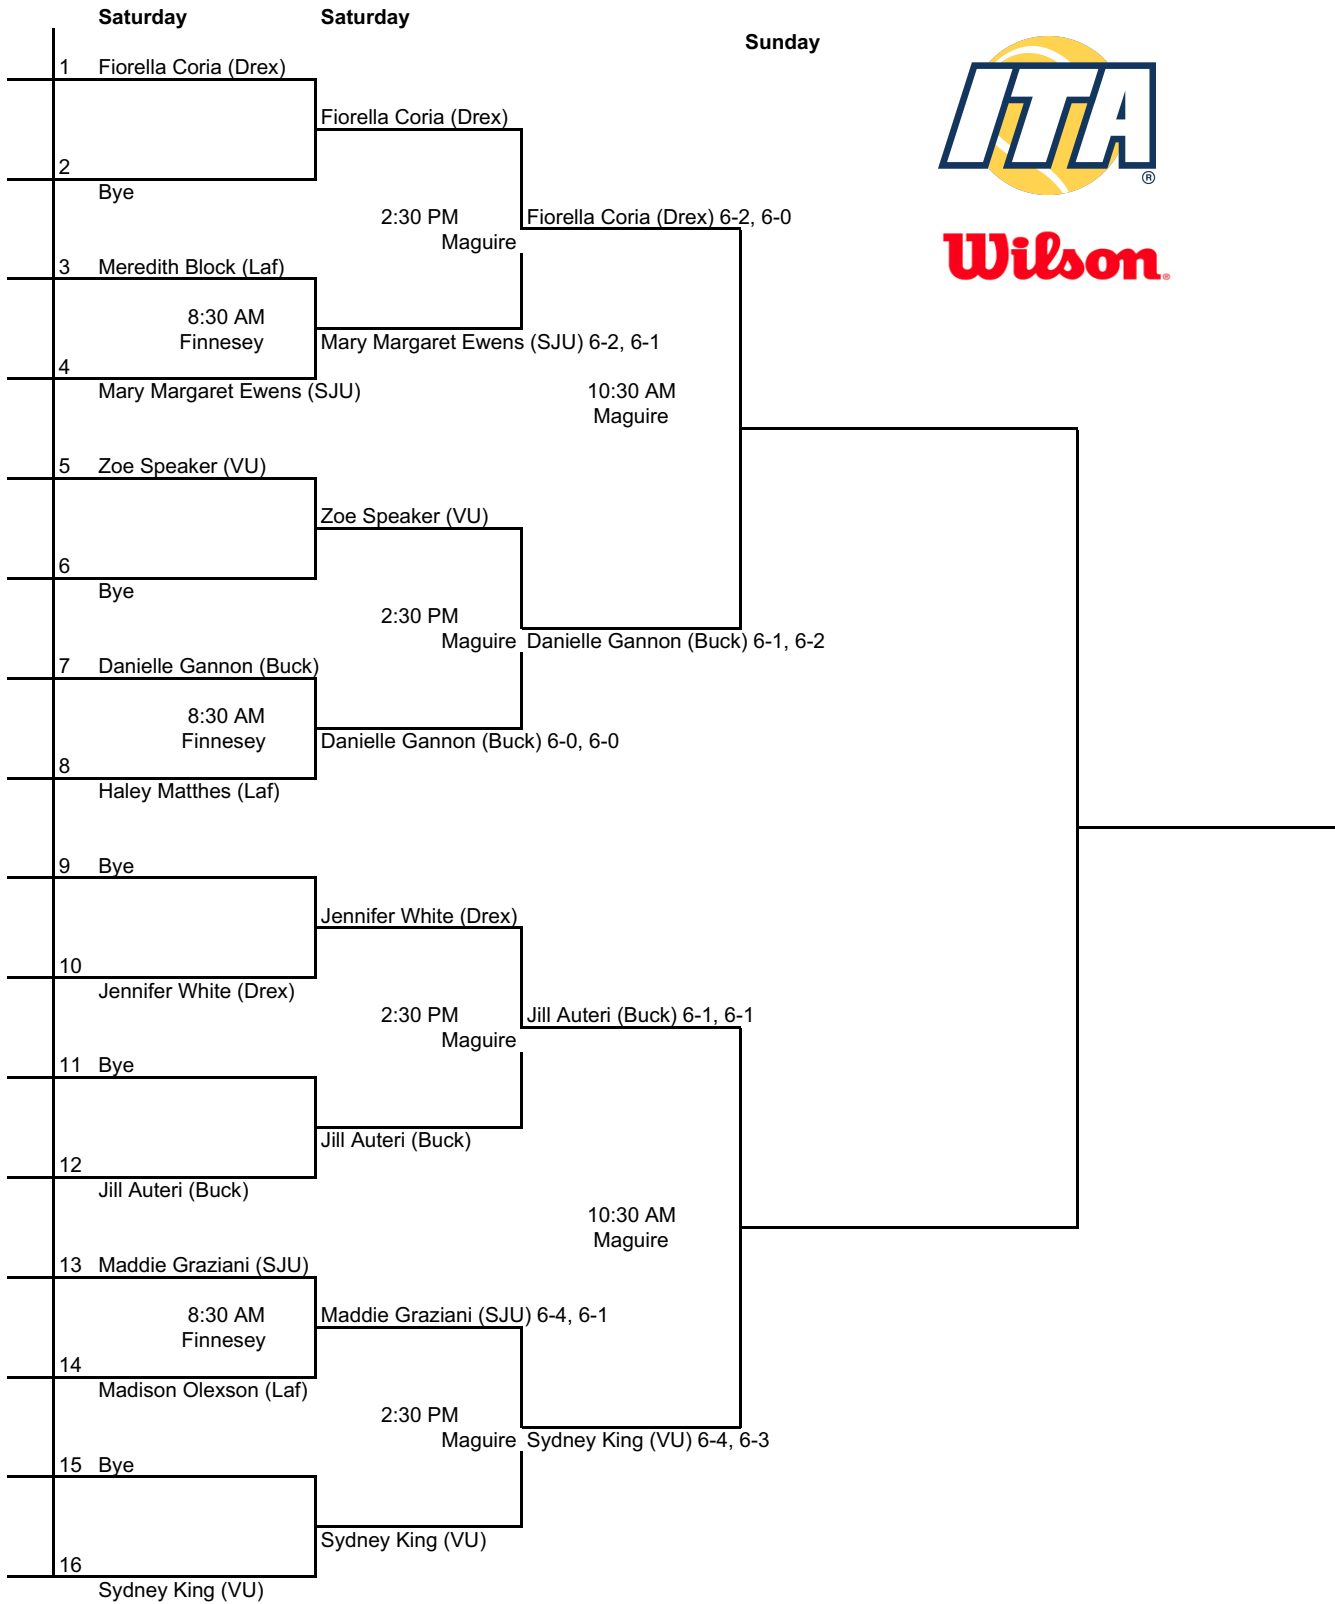 Saturday
Saturday
Sunday
ITA
®
Wilson.
1 Fiorella Coria (Drex)
Fiorella Coria (Drex)
2
Bye
2:30 PM
Maguire
Fiorella Coria (Drex) 6-2, 6-0
3 Meredith Block (Laf)
8:30 AM
Finnesey
Mary Margaret Ewens (SJU) 6-2, 6-1
4
Mary Margaret Ewens (SJU)
10:30 AM
Maguire
5 Zoe Speaker (VU)
Zoe Speaker (VU)
6
Bye
2:30 PM
Maguire
Danielle Gannon (Buck) 6-1, 6-2
7 Danielle Gannon (Buck)
8:30 AM
Finnesey
Danielle Gannon (Buck) 6-0, 6-0
8
Haley Matthes (Laf)
9 Bye
Jennifer White (Drex)
10
Jennifer White (Drex)
2:30 PM
Maguire
Jill Auteri (Buck) 6-1, 6-1
11 Bye
Jill Auteri (Buck)
12
Jill Auteri (Buck)
10:30 AM
Maguire
13 Maddie Graziani (SJU)
8:30 AM
Finnesey
Maddie Graziani (SJU) 6-4, 6-1
14
Madison Olexson (Laf)
2:30 PM
Maguire
Sydney King (VU) 6-4, 6-3
15 Bye
Sydney King (VU)
16
Sydney King (VU)